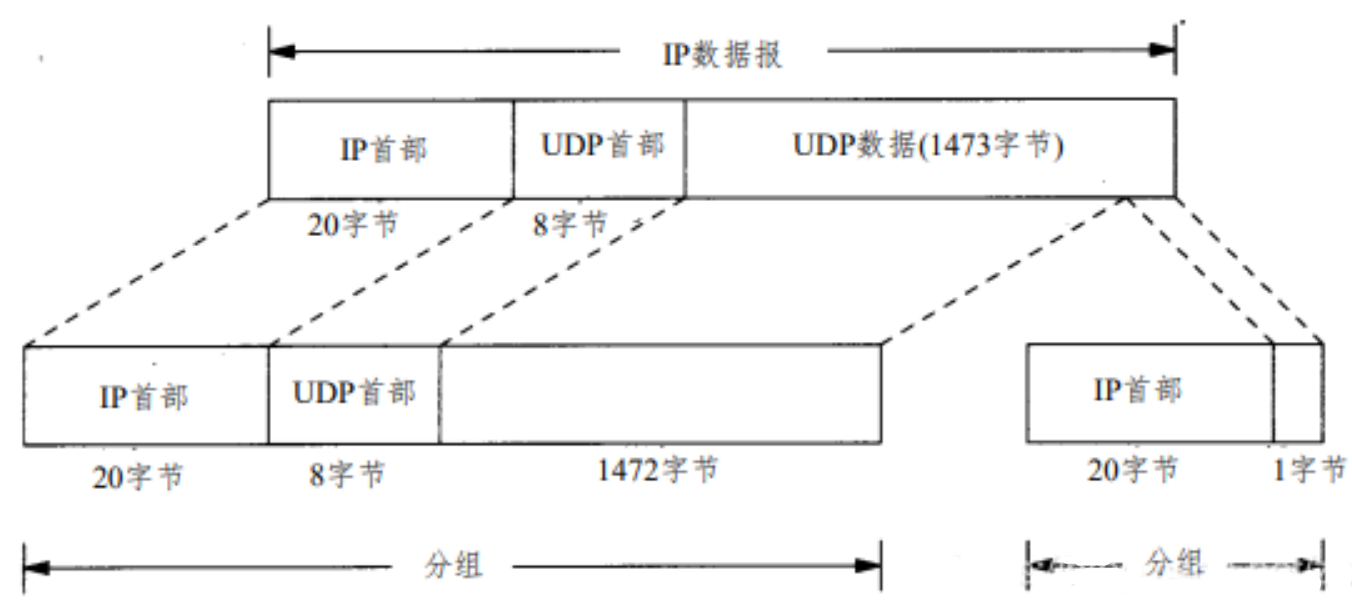 IP数据报
IP首部 UDP首部 UDP数据(1473字节)
20字节 8字节
IP首部 UDP首部 IP首部
20字节 8字节 1472字节 20字节 1字节
分组 分组